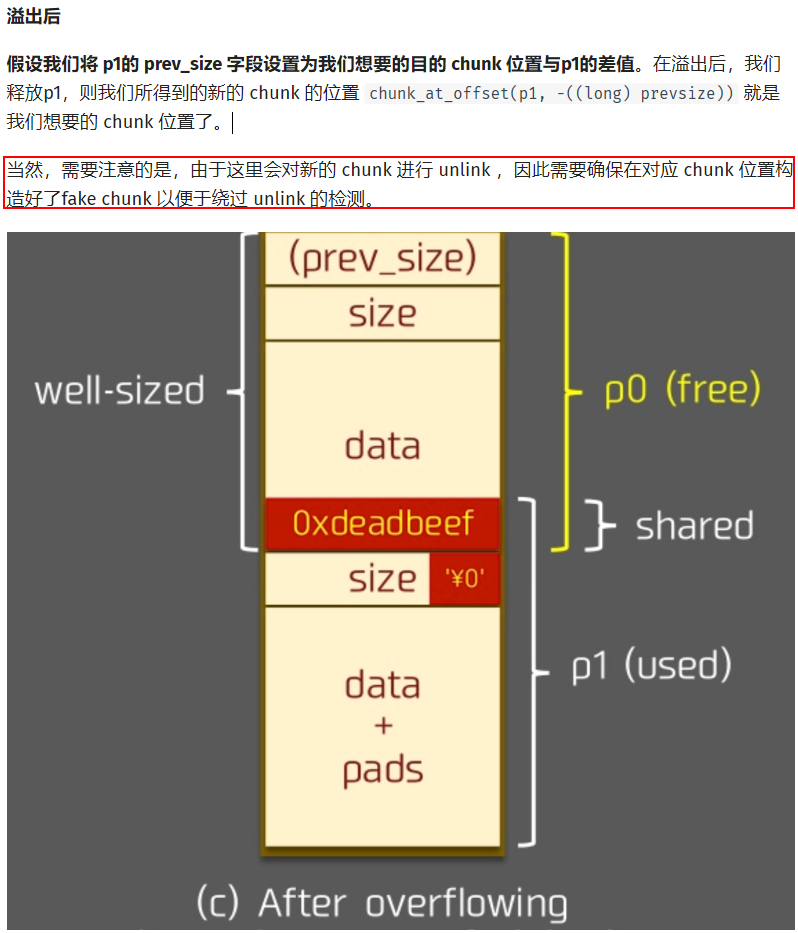 溢出后
假设我们将 p1的 prev_size 字段设置为我们想要的目的 chunk 位置与p1的差值。在溢出后，我们
释放p1，则我们所得到的新的 chunk 的位置 chunk_at_offset(p1, -((long) prevsize)) 就是
我们想要的 chunk 位置了。
当然，需要注意的是，由于这里会对新的 chunk 进行 unlink ，因此需要确保在对应 chunk 位置构
造好了fake chunk 以便于绕过 unlink 的检测。
(prev_size)
size
well-sized
p0 (free)
data
0xdeadbeef
shared
size
'¥0'
p1 (used)
data
+
pads
(c) After overflowing